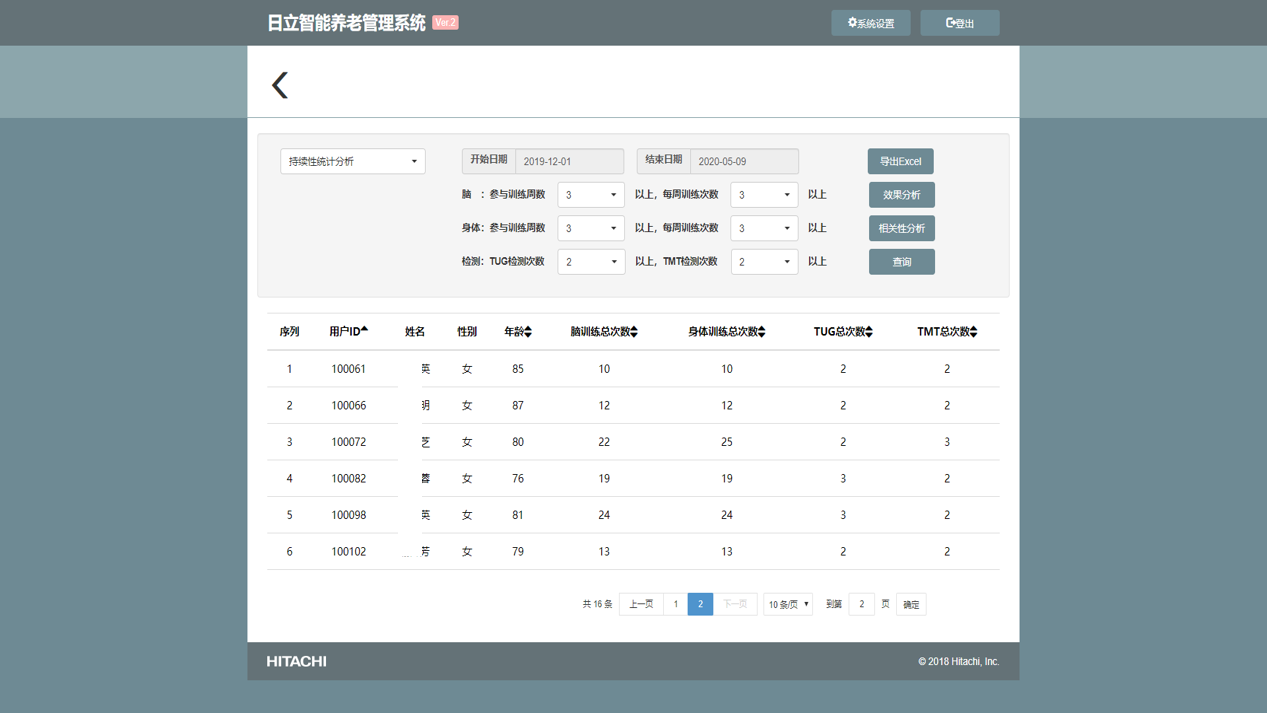 日立智能养老管理系统 Ver.2 系统设置 登出
持续性统计分析 开始日期 2019-12-01 结束日期 2020-05-09 导出Excel
脑 ：参与训练周数 3 以上，每周训练次数 3 以上 效果分析
身体：参与训练周数 3 以上，每周训练次数 3 以上 相关性分析
检测：TUG检测次数 2 以上，TMT检测次数 2 以上 查询
序列 用户ID 姓名 性别 年龄 脑训练总次数 身体训练总次数 TUG总次数 TMT总次数
1 100061 英 女 85 10 10 2 2
2 100066 明 女 87 12 12 2 2
3 100072 芝 女 80 22 25 2 3
4 100082 蓉 女 76 19 19 3 2
5 100098 英 女 81 24 24 3 2
6 100102 芳 女 79 13 13 2 2
共 16 条 上一页 1 2 下一页 10 条/页 到第 2 页 确定
HITACHI © 2018 Hitachi, Inc.